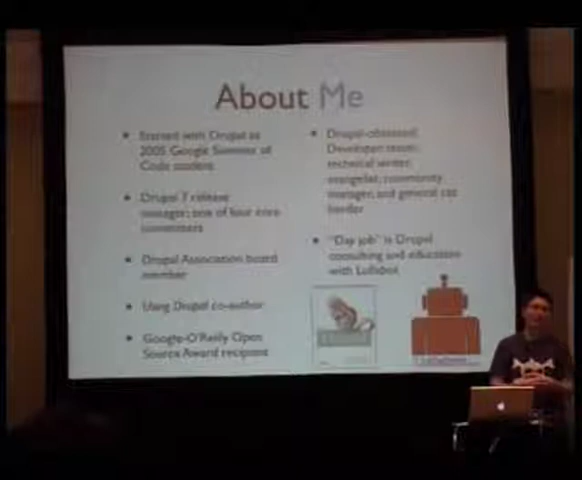 About Me
Started with Drupal as
2005 Google Summer of
Code student
Drupal 7 release
manager; one of four core
committers
Drupal Association board
member
Using Drupal co-author
Google-O'Reilly Open
Source Award recipient
Drupal-obsessed
Developer
technical writer,
evangelist, community
manager, and general cat
herder
"Day job" is Drupal
consulting and education
with Lullabot